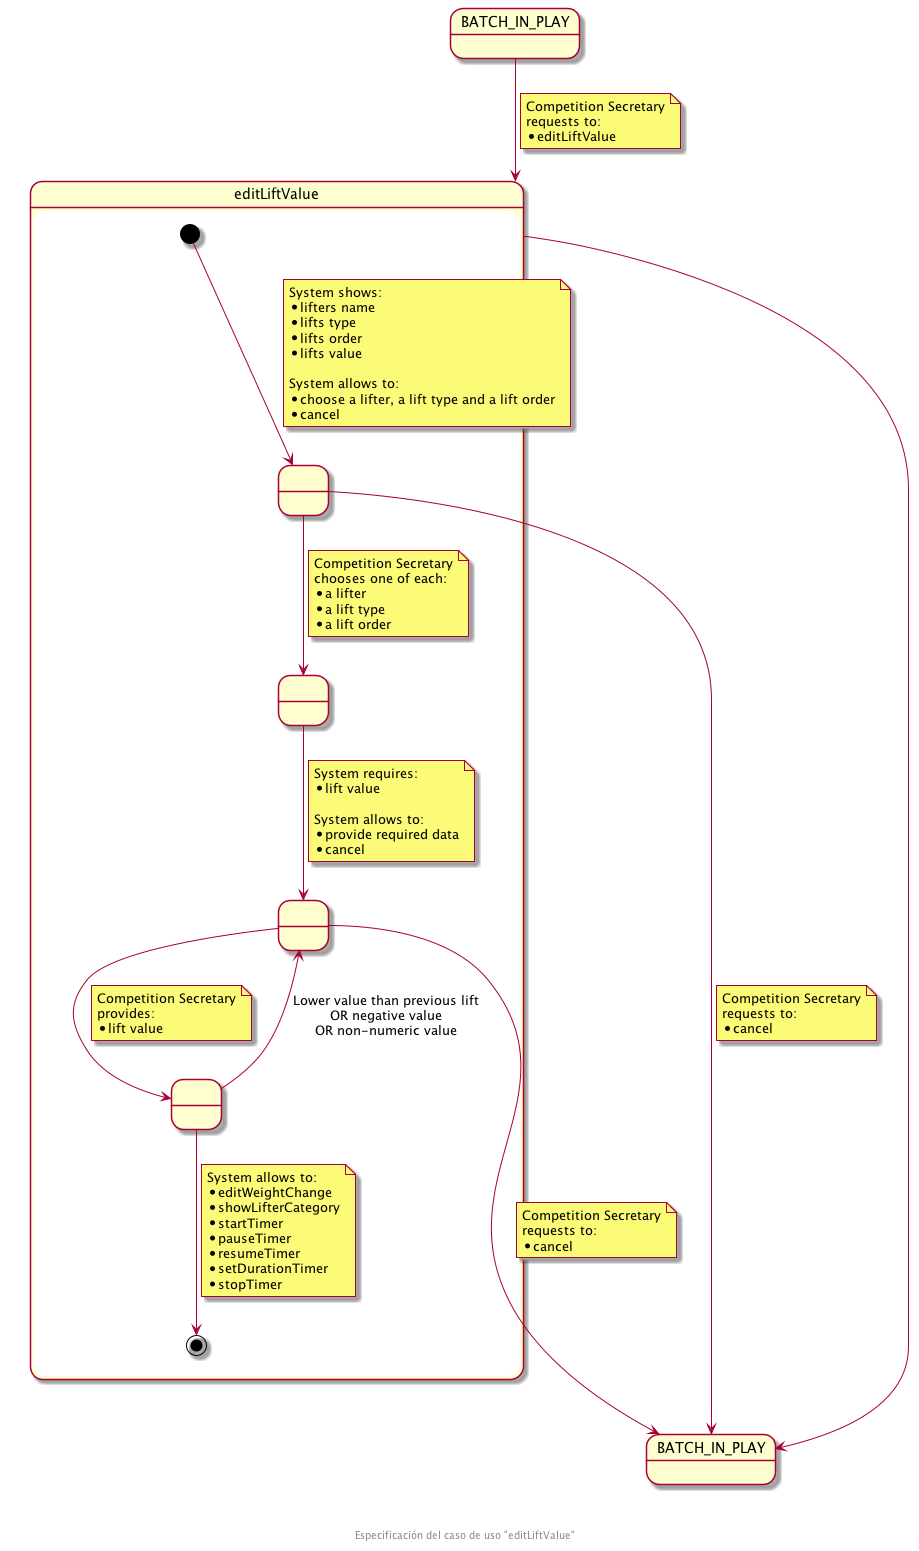 BATCH_IN_PLAY
Competition Secretary
requests to:
• editLiftValue
editLiftValue
System shows:
• lifters name
• lifts type
• lifts order
• lifts value
System allows to:
• choose a lifter, a lift type and a lift order
• cancel
Competition Secretary
chooses one of each:
• a lifter
• a lift type
• a lift order
System requires:
• lift value
System allows to:
• provide required data
• cancel
Competition Secretary
provides:
• lift value
Lower value than previous lift
OR negative value
OR non-numeric value
Competition Secretary
requests to:
• cancel
System allows to:
• editWeightChange
• showLifterCategory
• startTimer
• pauseTimer
• resumeTimer
• setDurationTimer
• stopTimer
Competition Secretary
requests to:
• cancel
BATCH_IN_PLAY
Especificación del caso de uso "editLiftValue"